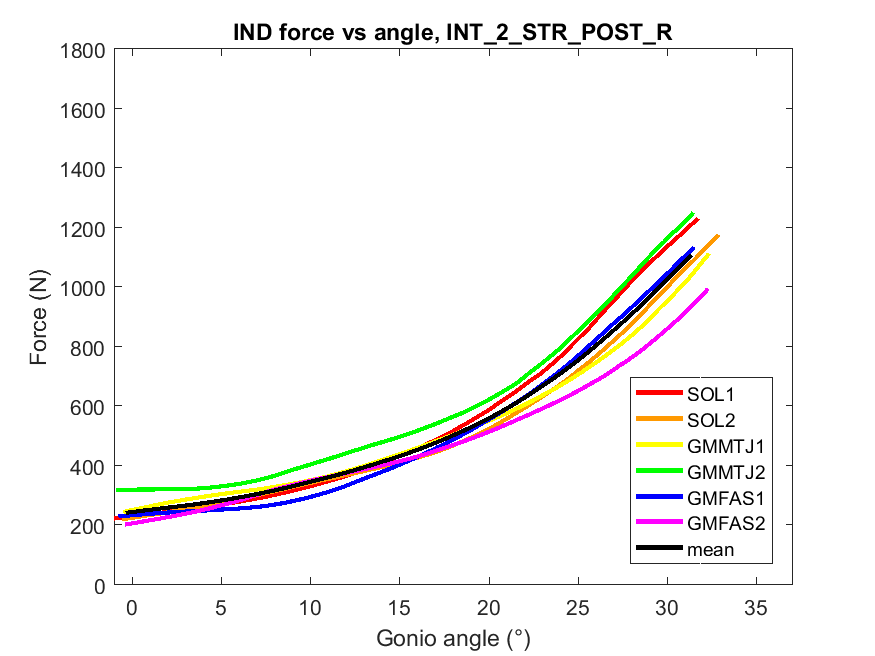 IND force vs angle, INT_2_STR_POST_R
1800
1600
1400
1200
1000
800
600
400
200
0
Force (N)
0 5 10 15 20 25 30 35
Gonio angle (°)
SOL1
SOL2
GMMTJ1
GMMTJ2
GMFAS1
GMFAS2
mean